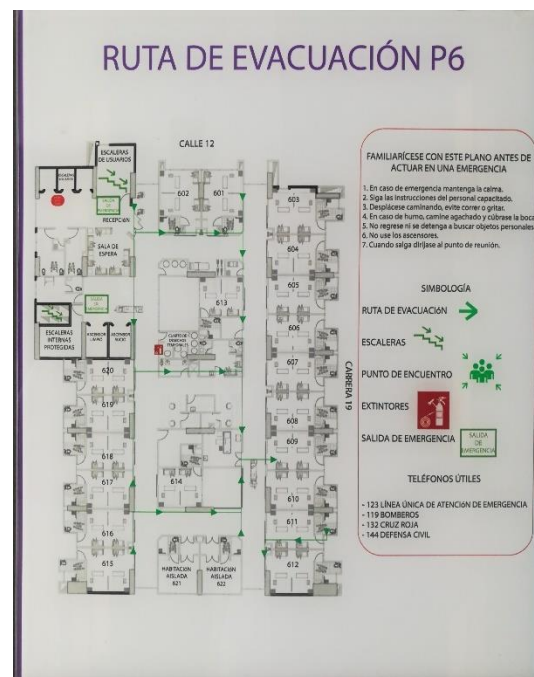 RUTA DE EVACUACIÓN P6
CALLE 12
ESCALERAS
DE USUARIOS
SALIDA
DE
EMERGENCIA
RECEPCIÓN
SALA DE
ESPERA
602
601
603
604
605
606
607
608
609
610
611
612
613
614
SALIDA
DE
EMERGENCIA
ESCALERAS
INTERNAS
PROTEGIDAS
620
619
618
617
616
615
HABITACIÓN
AISLADA
621
HABITACIÓN
AISLADA
622
CARRERA 19
FAMILIARÍCESE CON ESTE PLANO ANTES DE
ACTUAR EN UNA EMERGENCIA
1. En caso de emergencia mantenga la calma.
2. Siga las instrucciones del personal capacitado.
3. Desplácese caminando, evite correr o gritar.
4. En caso de humo, camine agachado y cúbrase la boca
5. No regrese ni se detenga a buscar objetos personales
6. No use los ascensores.
7. Cuando salga diríjase al punto de reunión.
SIMBOLOGÍA
RUTA DE EVACUACIÓN
ESCALERAS
PUNTO DE ENCUENTRO
EXTINTORES
SALIDA DE EMERGENCIA
SALIDA
DE
EMERGENCIA
TELÉFONOS ÚTILES
- 123 LÍNEA ÚNICA DE ATENCIÓN DE EMERGENCIA
- 119 BOMBEROS
- 132 CRUZ ROJA
- 144 DEFENSA CIVIL